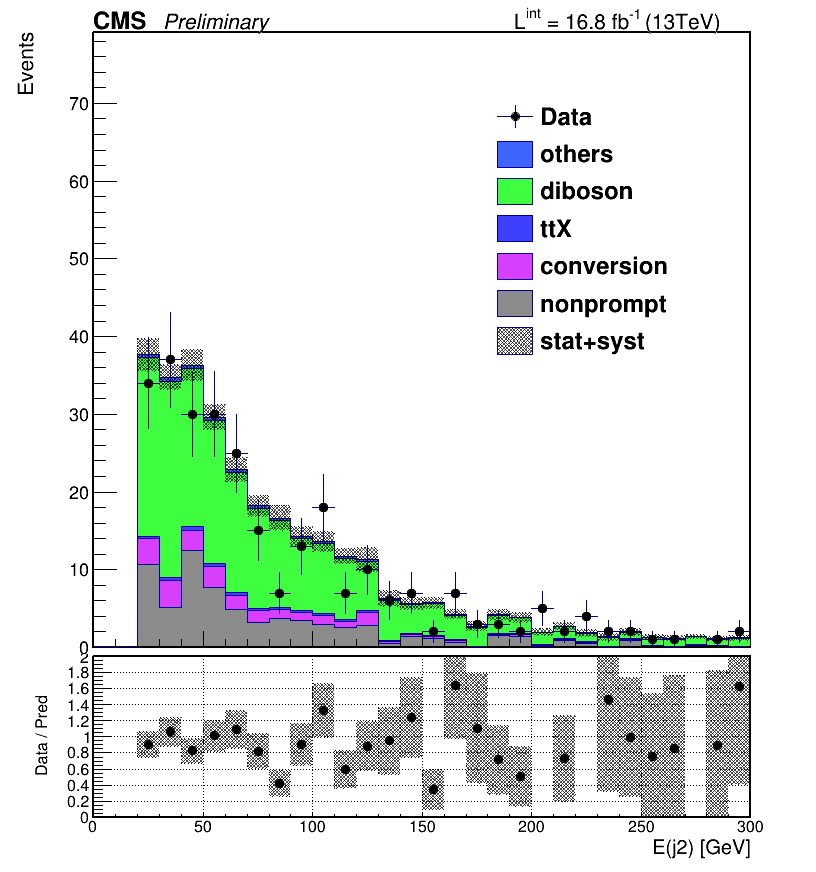 CMS Preliminary L^int = 16.8 fb^-1 (13TeV)
Events
70
60
50
40
30
20
10
0
Data
others
diboson
ttX
conversion
nonprompt
stat+syst
Data / Pred
2
1.8
1.6
1.4
1.2
1
0.8
0.6
0.4
0.2
0
0 50 100 150 200 250 300
E(j2) [GeV]